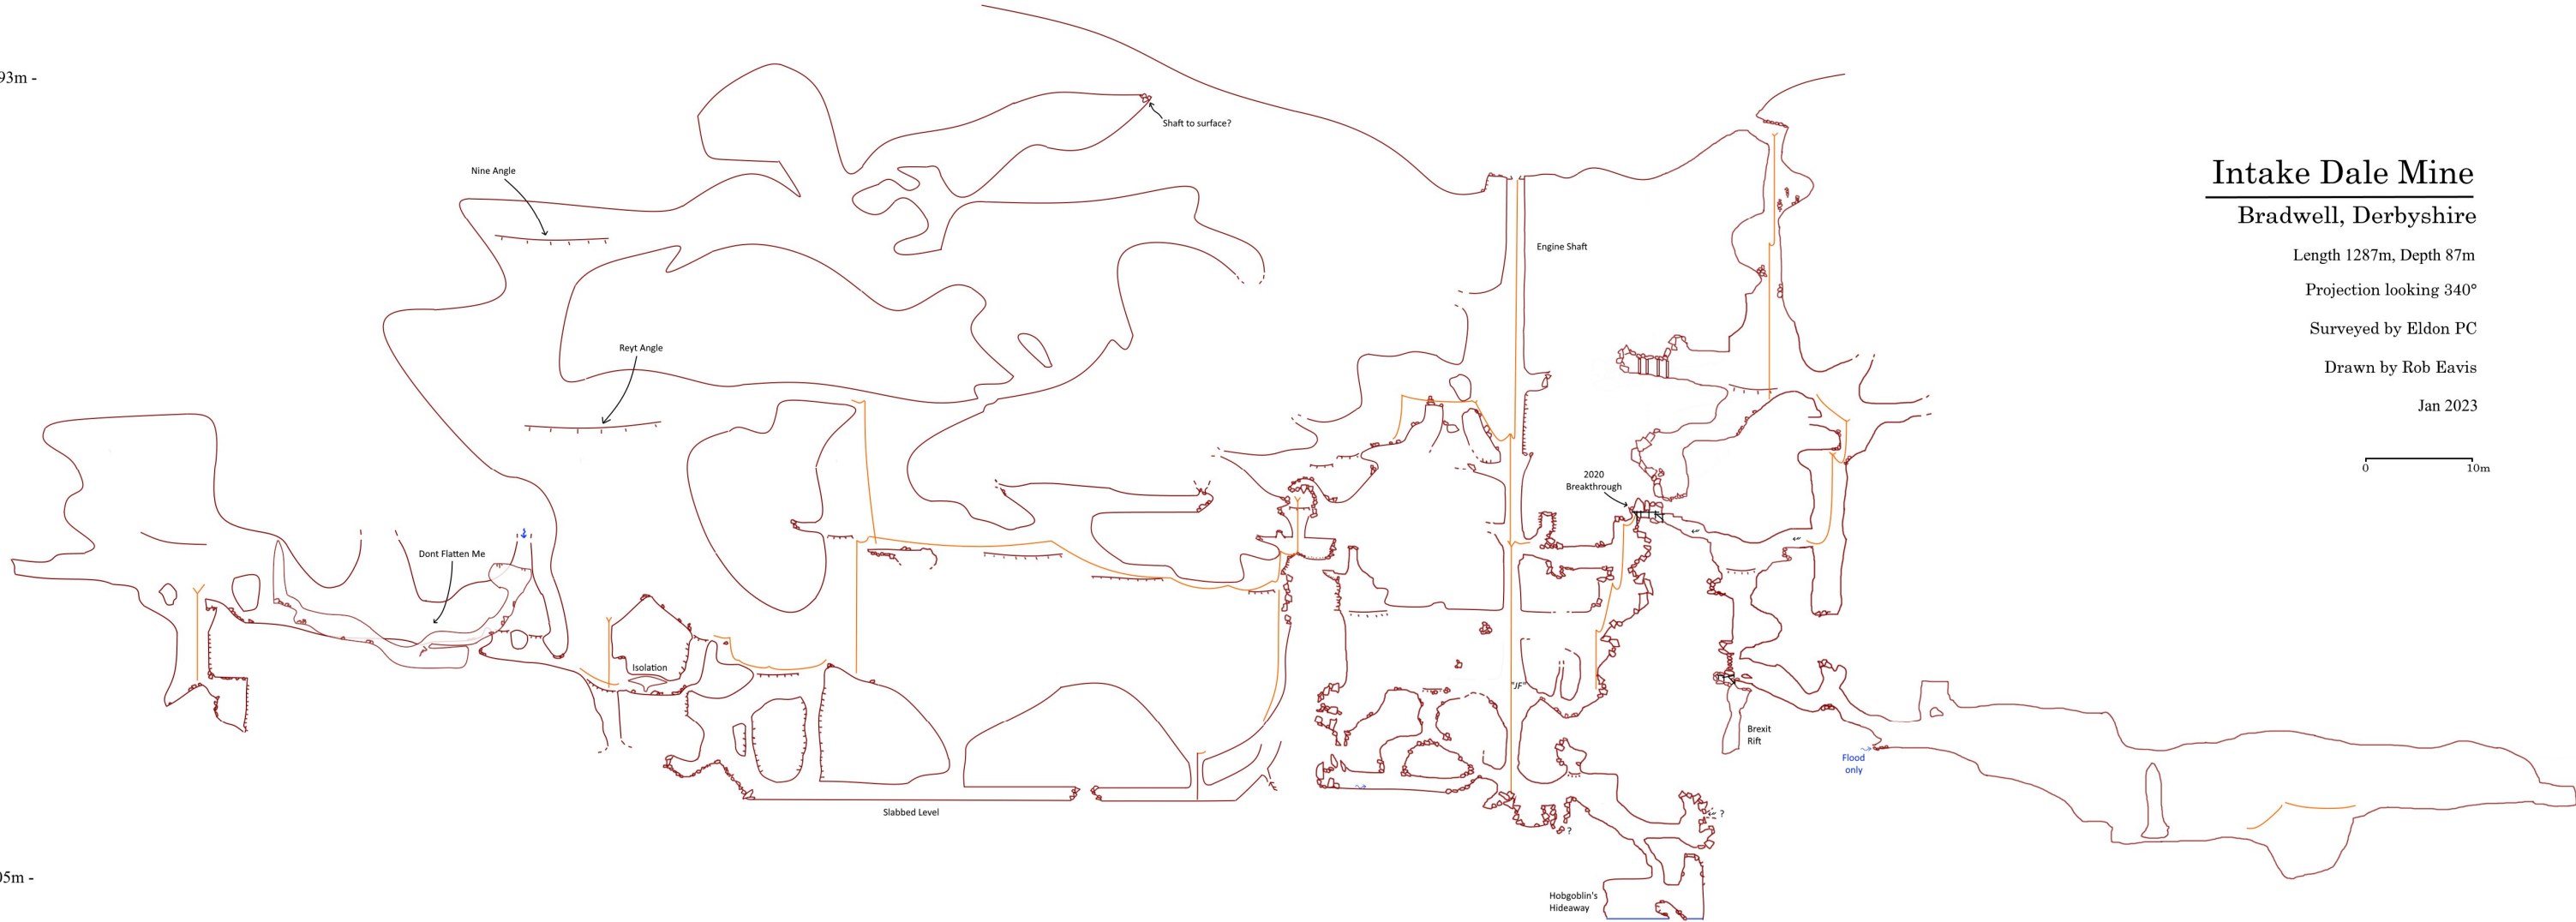 93m -
Shaft to surface?
Nine Angle
Intake Dale Mine
Bradwell, Derbyshire
Length 1287m, Depth 87m
Projection looking 340°
Surveyed by Eldon PC
Drawn by Rob Eavis
Jan 2023
0 10m
Engine Shaft
Reyt Angle
2020
Breakthrough
Dont Flatten Me
Isolation
"JF"
Brexit
Rift
Flood
only
Slabbed Level
?
?
05m -
Hobgoblin's
Hideaway